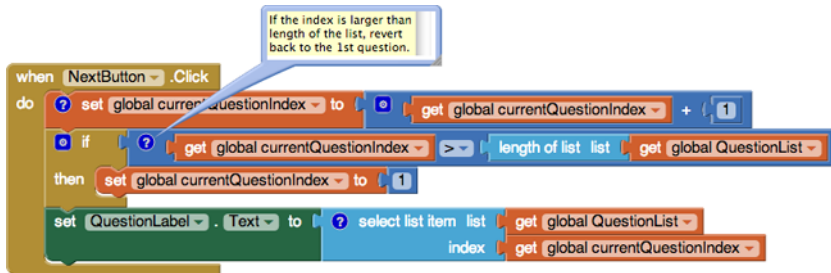 If the index is larger than
length of the list, revert
back to the 1st question.
when NextButton .Click
do ? set global currentQuestionIndex to get global currentQuestionIndex + 1
if ? get global currentQuestionIndex > length of list list get global QuestionList
then set global currentQuestionIndex to 1
set QuestionLabel . Text to ? select list item list get global QuestionList
index get global currentQuestionIndex